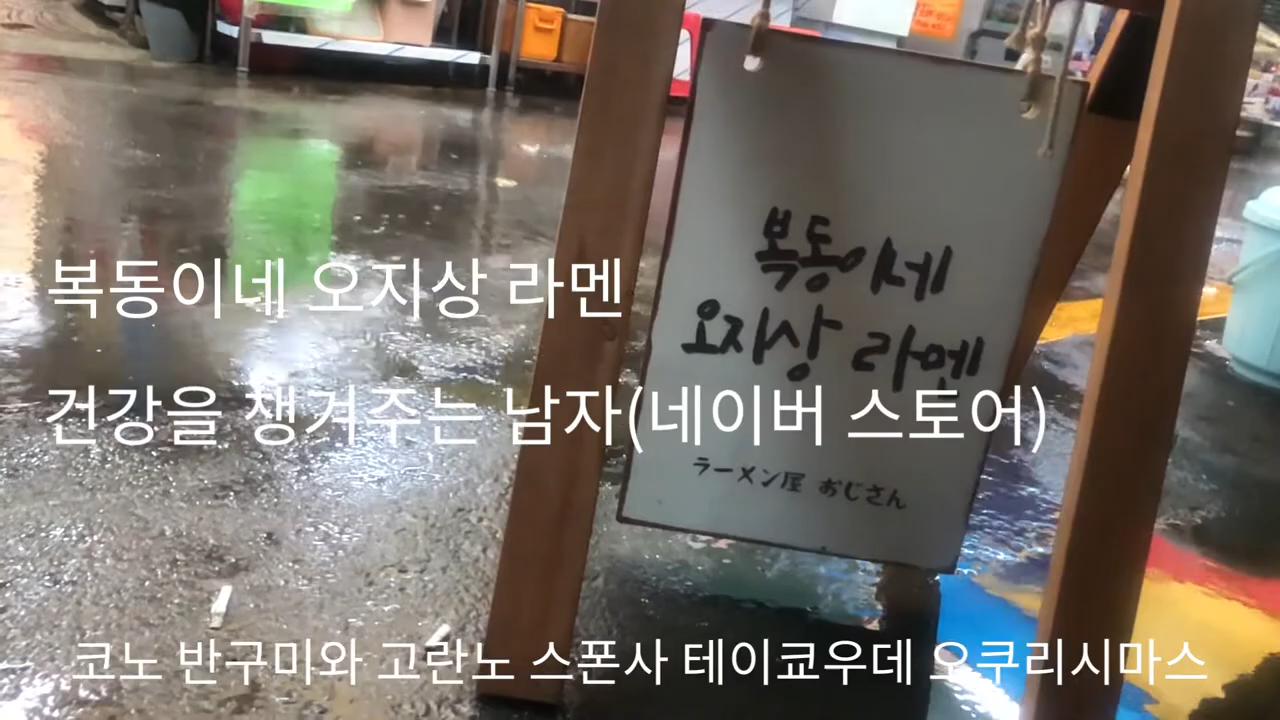 복동이네 오지상 라멘
건강을 챙겨주는 남자(네이버 스토어)
코노 반구미와 고란노 스폰사 테이쿄우데 오쿠리시마스
복동이세
오지상 라멘
ラーメン屋 おじさん